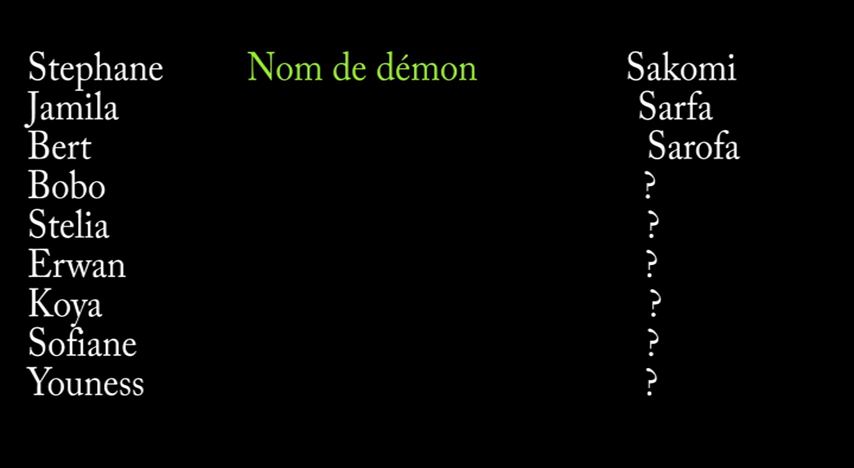 Stephane Nom de démon Sakomi
Jamila Sarfa
Bert Sarofa
Bobo ?
Stelia ?
Erwan ?
Koya ?
Sofiane ?
Youness ?